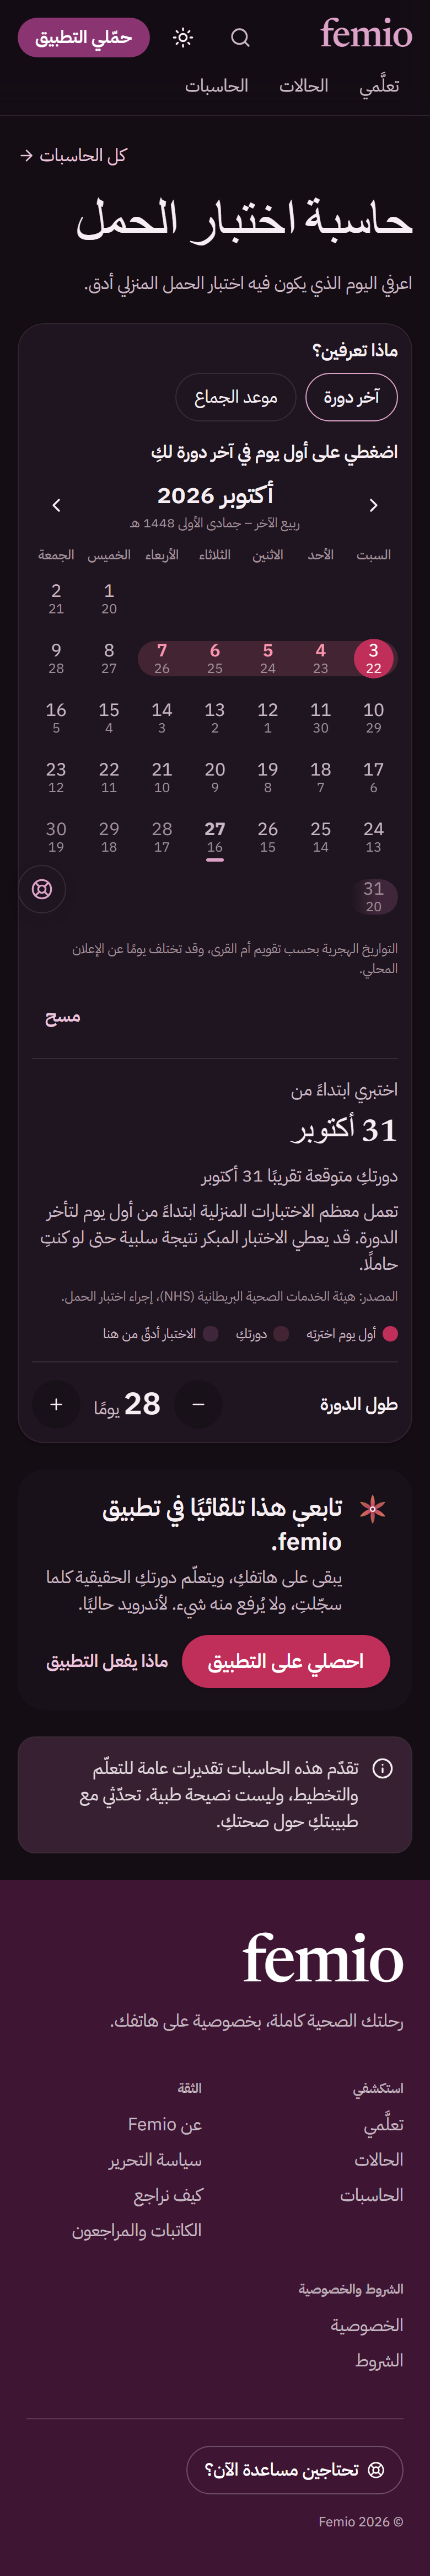 femio
حمّلي التطبيق
تعلَّمي الحالات الحاسبات
كل الحاسبات
حاسبة اختبار الحمل
اعرفي اليوم الذي يكون فيه اختبار الحمل المنزلي أدق.
ماذا تعرفين؟
آخر دورة موعد الجماع
اضغطي على أول يوم في آخر دورة لكِ
أكتوبر 2026
ربيع الآخر – جمادى الأولى 1448 هـ
السبت الأحد الاثنين الثلاثاء الأربعاء الخميس الجمعة
1 2
20 21
3 4 5 6 7 8 9
22 23 24 25 26 27 28
10 11 12 13 14 15 16
29 30 1 2 3 4 5
17 18 19 20 21 22 23
6 7 8 9 10 11 12
24 25 26 27 28 29 30
13 14 15 16 17 18 19
31
20
التواريخ الهجرية بحسب تقويم أم القرى، وقد تختلف يومًا عن الإعلان
المحلي.
مسح
اختبري ابتداءً من
31 أكتوبر
دورتكِ متوقعة تقريبًا 31 أكتوبر
تعمل معظم الاختبارات المنزلية ابتداءً من أول يوم لتأخر
الدورة. قد يعطي الاختبار المبكر نتيجة سلبية حتى لو كنتِ
حاملًا.
المصدر: هيئة الخدمات الصحية البريطانية (NHS)، إجراء اختبار الحمل.
أول يوم اخترته دورتكِ الاختبار أدقّ من هنا
طول الدورة
− 28 يومًا +
تابعي هذا تلقائيًا في تطبيق
femio.
يبقى على هاتفكِ، ويتعلّم دورتكِ الحقيقية كلما
سجّلتِ، ولا يُرفع منه شيء. لأندرويد حاليًا.
احصلي على التطبيق ماذا يفعل التطبيق
تقدّم هذه الحاسبات تقديرات عامة للتعلّم
والتخطيط، وليست نصيحة طبية. تحدّثي مع
طبيبتكِ حول صحتكِ.
femio
رحلتك الصحية كاملة، بخصوصية على هاتفك.
استكشفي
تعلَّمي
الحالات
الحاسبات
الثقة
عن Femio
سياسة التحرير
كيف نراجع
الكاتبات والمراجعون
الشروط والخصوصية
الخصوصية
الشروط
تحتاجين مساعدة الآن؟
© 2026 Femio